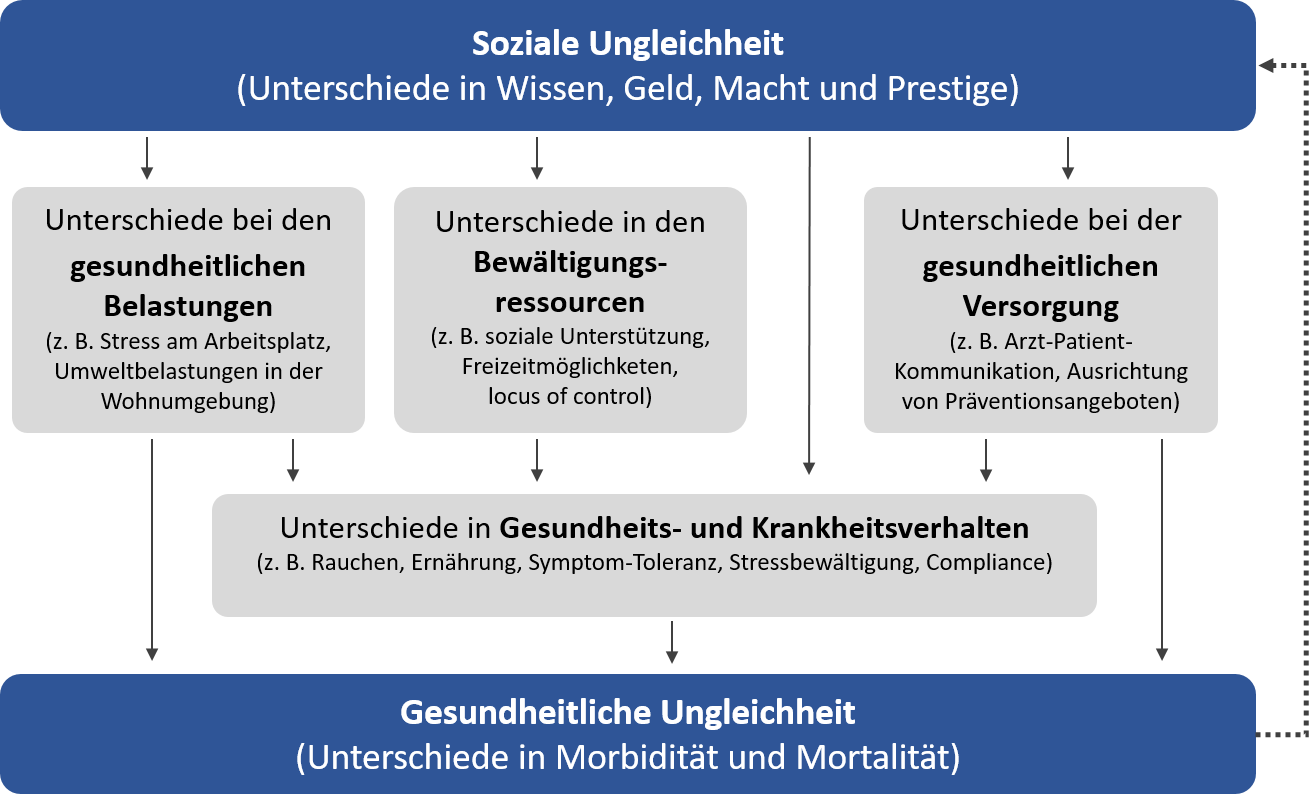 Soziale Ungleichheit
(Unterschiede in Wissen, Geld, Macht und Prestige)
Unterschiede bei den
gesundheitlichen
Belastungen
(z. B. Stress am Arbeitsplatz,
Umweltbelastungen in der
Wohnumgebung)
Unterschiede in den
Bewältigungs-
ressourcen
(z. B. soziale Unterstützung,
Freizeitmöglichketen,
locus of control)
Unterschiede bei der
gesundheitlichen
Versorgung
(z. B. Arzt-Patient-
Kommunikation, Ausrichtung
von Präventionsangeboten)
Unterschiede in Gesundheits- und Krankheitsverhalten
(z. B. Rauchen, Ernährung, Symptom-Toleranz, Stressbewältigung, Compliance)
Gesundheitliche Ungleichheit
(Unterschiede in Morbidität und Mortalität)